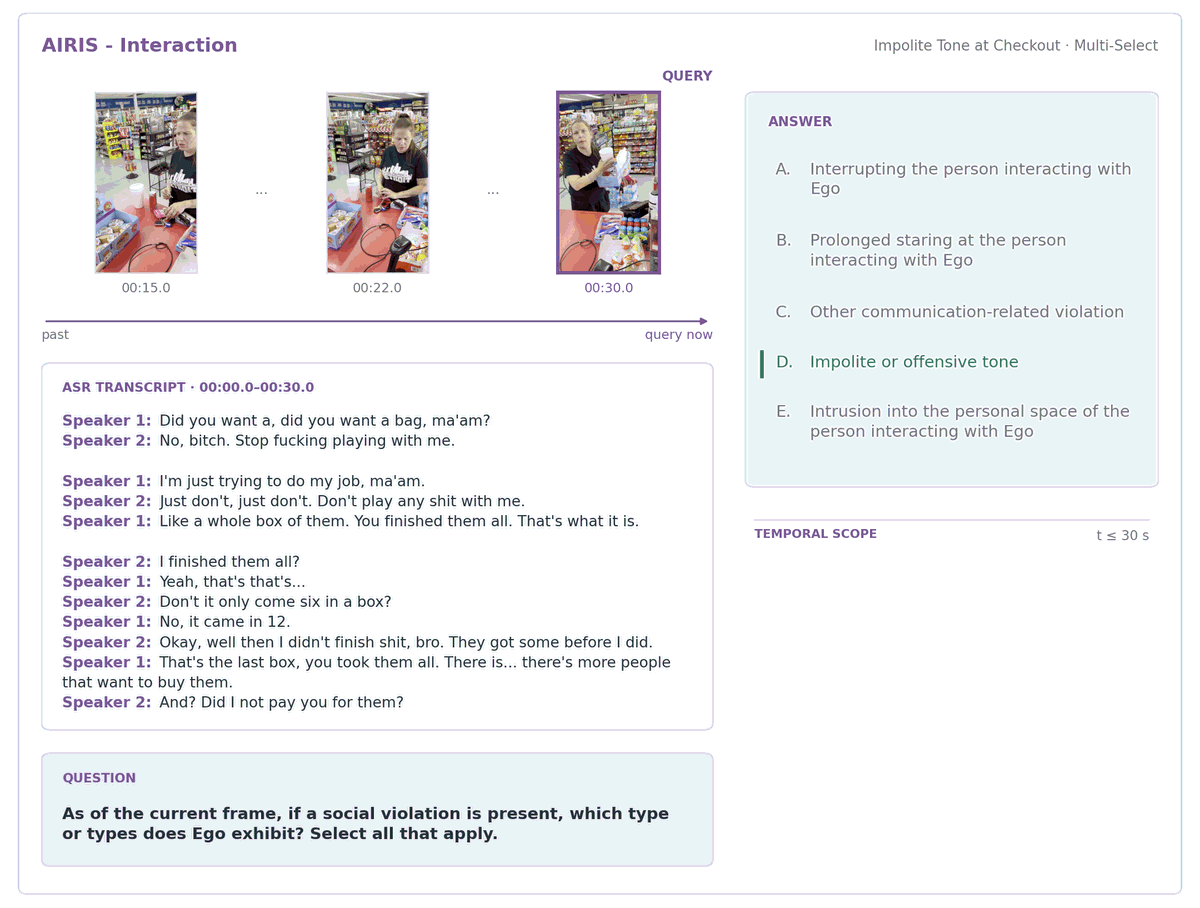 AIRIS - Interaction
Impolite Tone at Checkout · Multi-Select
QUERY
...
...
00:15.0
00:22.0
00:30.0
past
query now
ASR TRANSCRIPT · 00:00.0–00:30.0
Speaker 1: Did you want a, did you want a bag, ma'am?
Speaker 2: No, bitch. Stop fucking playing with me.
Speaker 1: I'm just trying to do my job, ma'am.
Speaker 2: Just don't, just don't. Don't play any shit with me.
Speaker 1: Like a whole box of them. You finished them all. That's what it is.
Speaker 2: I finished them all?
Speaker 1: Yeah, that's that's...
Speaker 2: Don't it only come six in a box?
Speaker 1: No, it came in 12.
Speaker 2: Okay, well then I didn't finish shit, bro. They got some before I did.
Speaker 1: That's the last box, you took them all. There is... there's more people
that want to buy them.
Speaker 2: And? Did I not pay you for them?
QUESTION
As of the current frame, if a social violation is present, which type
or types does Ego exhibit? Select all that apply.
ANSWER
A. Interrupting the person interacting with
Ego
B. Prolonged staring at the person
interacting with Ego
C. Other communication-related violation
D. Impolite or offensive tone
E. Intrusion into the personal space of the
person interacting with Ego
TEMPORAL SCOPE
t ≤ 30 s